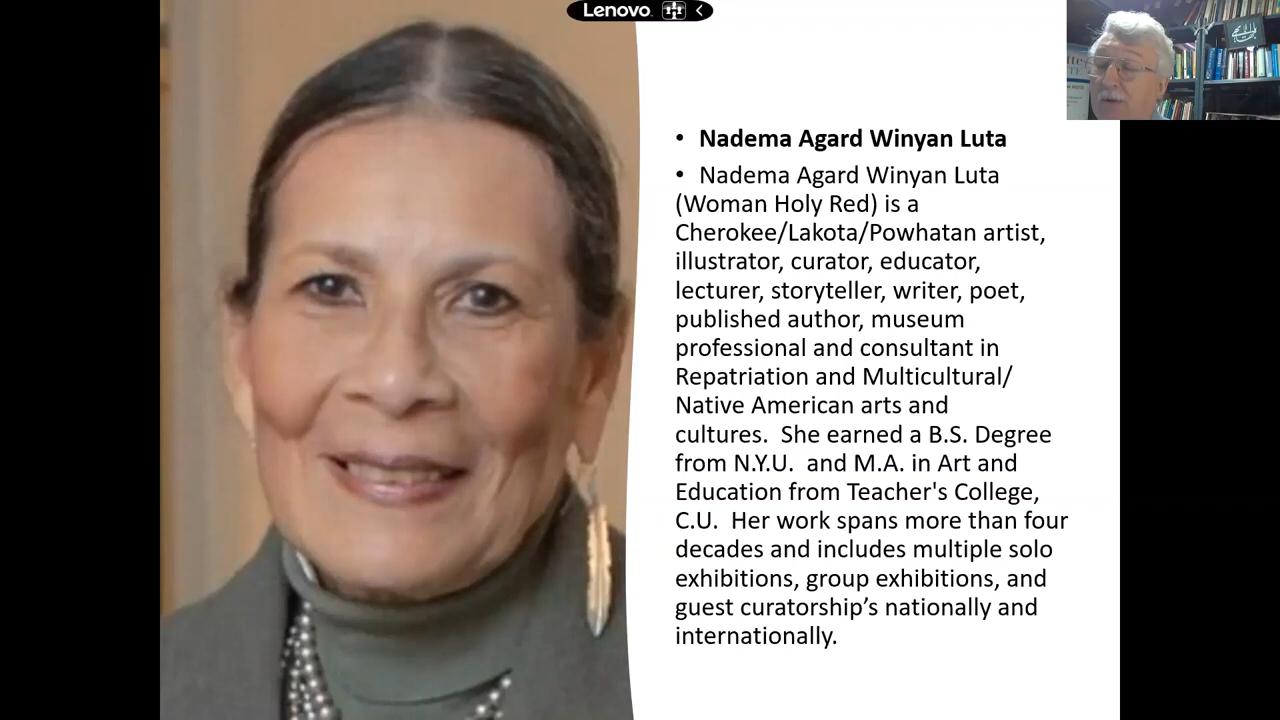 Lenovo
• Nadema Agard Winyan Luta
• Nadema Agard Winyan Luta
(Woman Holy Red) is a
Cherokee/Lakota/Powhatan artist,
illustrator, curator, educator,
lecturer, storyteller, writer, poet,
published author, museum
professional and consultant in
Repatriation and Multicultural/
Native American arts and
cultures.  She earned a B.S. Degree
from N.Y.U.  and M.A. in Art and
Education from Teacher's College,
C.U.  Her work spans more than four
decades and includes multiple solo
exhibitions, group exhibitions, and
guest curatorship’s nationally and
internationally.